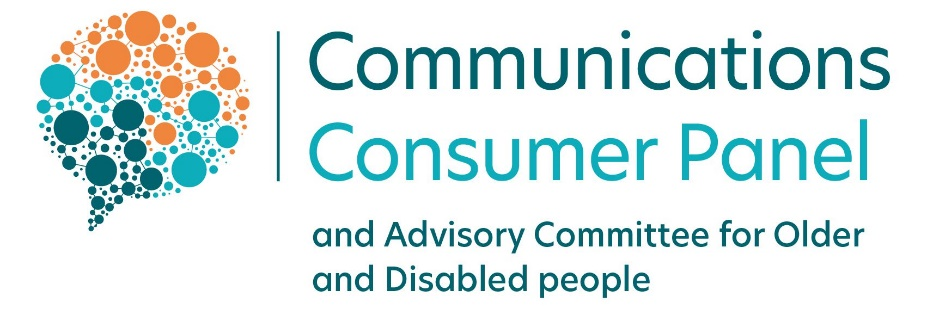 Communications
Consumer Panel
and Advisory Committee for Older
and Disabled people